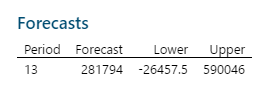 Forecasts
Period Forecast Lower Upper
13 281794 -26457.5 590046